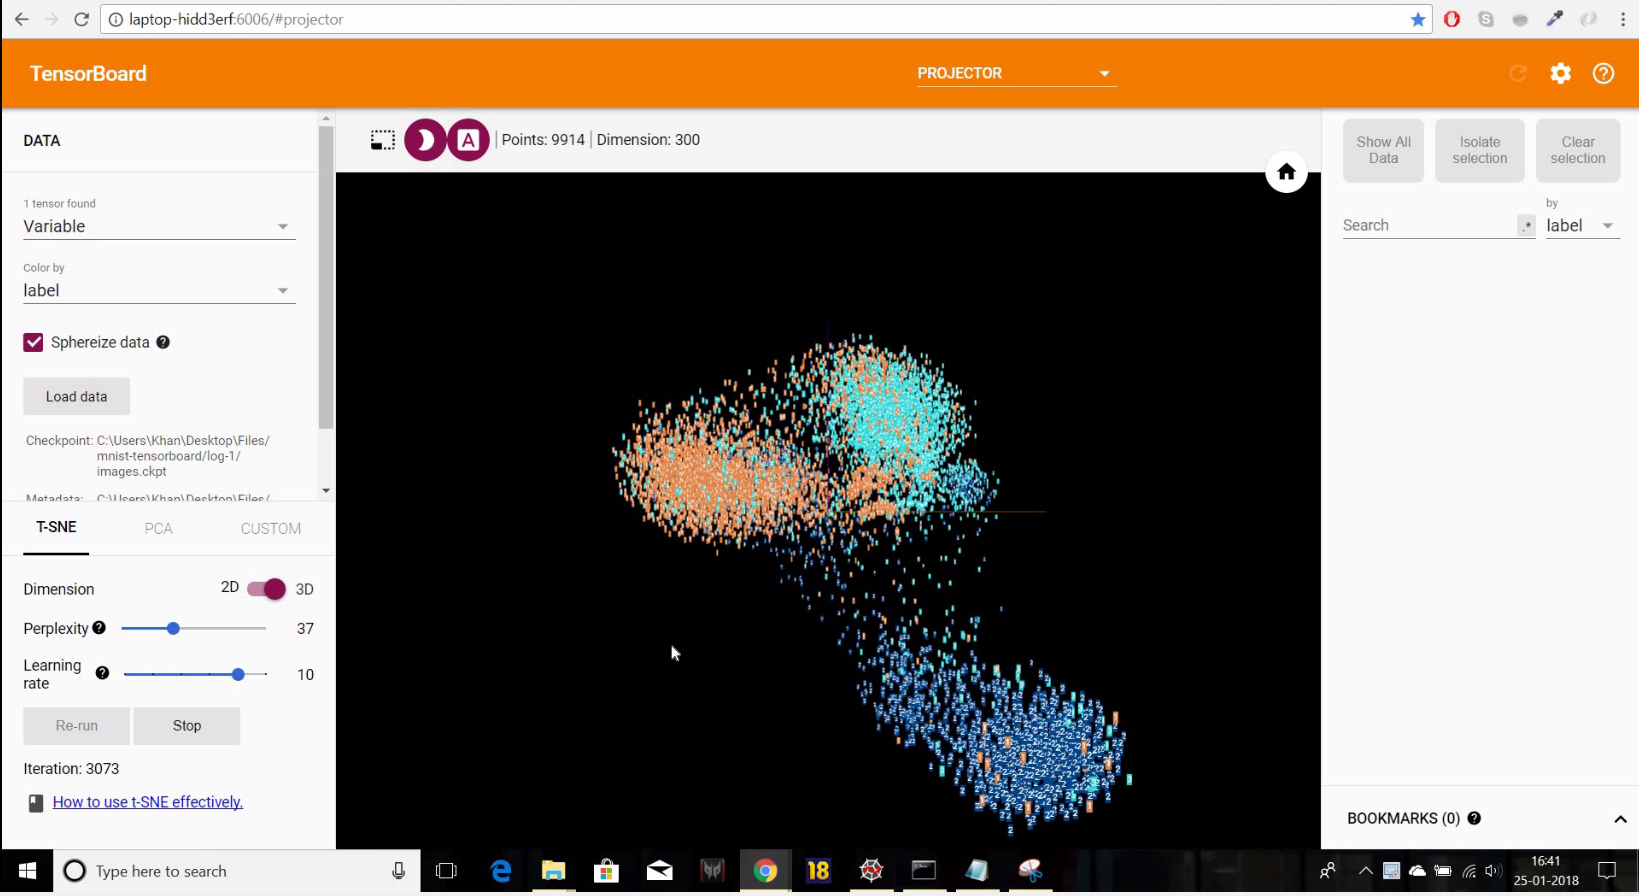 laptop-hidd3erf:6006/#projector
TensorBoard
PROJECTOR
DATA
Points: 9914
Dimension: 300
1 tensor found
Variable
Color by
label
Sphereize data
Load data
Checkpoint: C:\Users\Khan\Desktop\Files/
mnist-tensorboard/log-1/
images.ckpt
Metadata: C:\Users\Khan\Desktop\Files/
T-SNE
PCA
CUSTOM
Dimension
2D
3D
Perplexity
37
Learning
rate
10
Re-run
Stop
Iteration: 3073
How to use t-SNE effectively.
Show All
Data
Isolate
selection
Clear
selection
Search
.*
by
label
BOOKMARKS (0)
Type here to search
18
16:41
25-01-2018